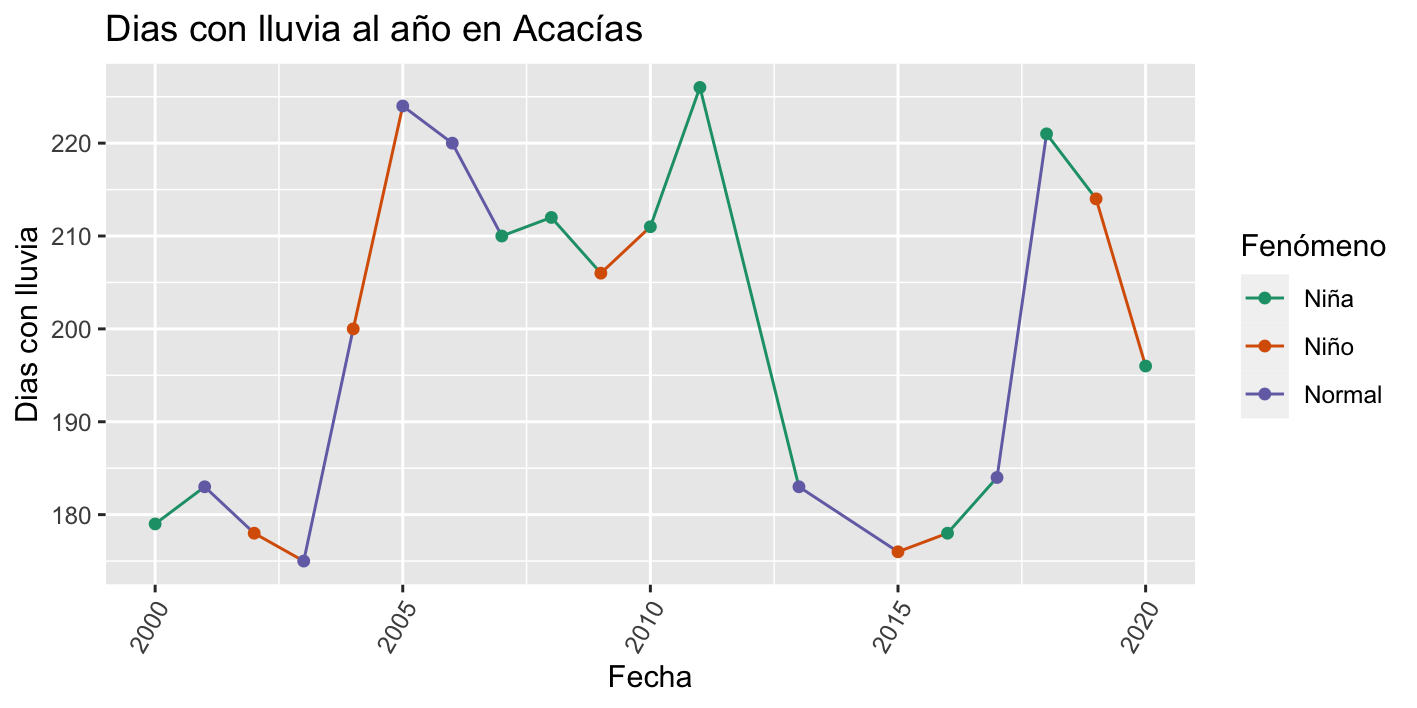 Dias con lluvia al año en Acacías
Dias con lluvia
220
210
200
190
180
2000
2005
2010
2015
2020
Fecha
Fenómeno
Niña
Niño
Normal